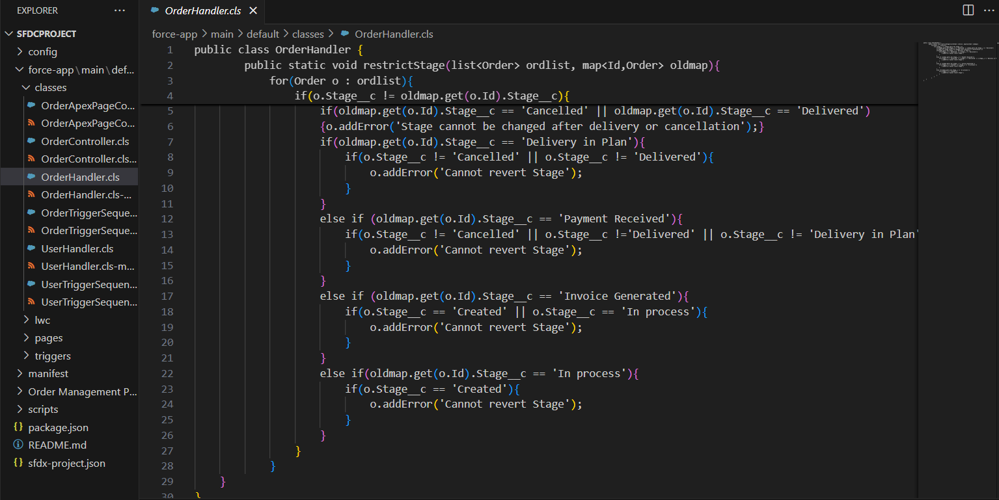 EXPLORER
SFDCPROJECT
config
force-app\main\def...
classes
OrderApexPageCo...
OrderApexPageCo...
OrderController.cls
OrderController.cls...
OrderHandler.cls
OrderHandler.cls-...
OrderTriggerSeque...
OrderTriggerSeque...
UserHandler.cls
UserHandler.cls-m...
UserTriggerSequen...
UserTriggerSequen...
lwc
pages
triggers
manifest
Order Management P...
scripts
package.json
README.md
sfdx-project.json
OrderHandler.cls
force-app > main > default > classes > OrderHandler.cls
1 public class OrderHandler {
2 public static void restrictStage(list<Order> ordlist, map<Id,Order> oldmap){
3 for(Order o : ordlist){
4 if(o.Stage__c != oldmap.get(o.Id).Stage__c){
5 if(oldmap.get(o.Id).Stage__c == 'Cancelled' || oldmap.get(o.Id).Stage__c == 'Delivered')
6 {o.addError('Stage cannot be changed after delivery or cancellation');}
7 if(oldmap.get(o.Id).Stage__c == 'Delivery in Plan'){
8 if(o.Stage__c != 'Cancelled' || o.Stage__c != 'Delivered'){
9 o.addError('Cannot revert Stage');
10 }
11 }
12 else if (oldmap.get(o.Id).Stage__c == 'Payment Received'){
13 if(o.Stage__c != 'Cancelled' || o.Stage__c !='Delivered' || o.Stage__c != 'Delivery in Plan'
14 o.addError('Cannot revert Stage');
15 }
16 }
17 else if (oldmap.get(o.Id).Stage__c == 'Invoice Generated'){
18 if(o.Stage__c == 'Created' || o.Stage__c == 'In process'){
19 o.addError('Cannot revert Stage');
20 }
21 }
22 else if(oldmap.get(o.Id).Stage__c == 'In process'){
23 if(o.Stage__c == 'Created'){
24 o.addError('Cannot revert Stage');
25 }
26 }
27 }
28 }
29 }
30 }